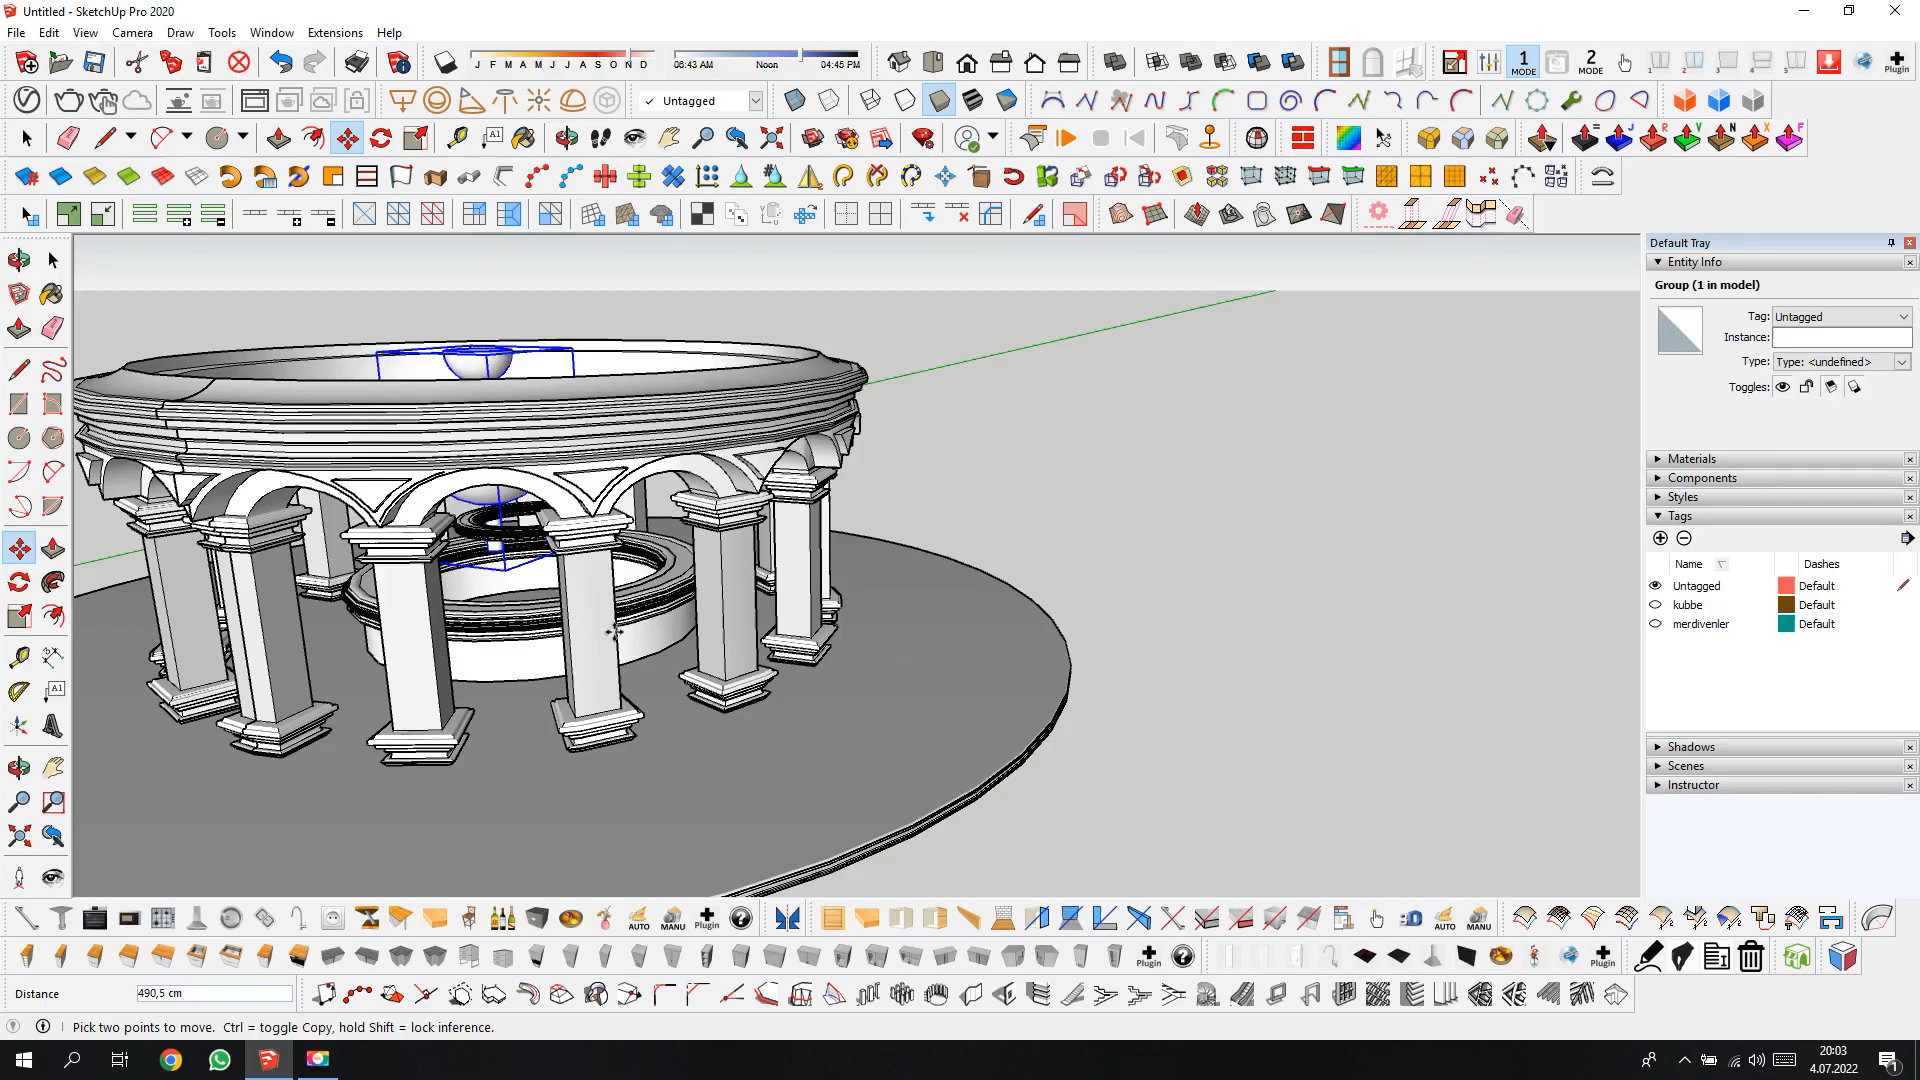 Untitled - SketchUp Pro 2020
File Edit View Camera Draw Tools Window Extensions Help
J F M A M J J A S O N D
06:43 AM Noon 04:45 PM
1 MODE
2 MODE
Plugin
Untagged
A1
= J R V N X F
Default Tray
Entity Info
Group (1 in model)
Tag: Untagged
Instance:
Type: Type: <undefined>
Toggles:
Materials
Components
Styles
Tags
Name Dashes
Untagged Default
kubbe Default
merdivenler Default
Shadows
Scenes
Instructor
A1
AUTO MANU Plugin
AUTO MANU
Plugin
Plugin
Distance 490,5 cm
Pick two points to move. Ctrl = toggle Copy, hold Shift = lock inference.
20:03
4.07.2022
1